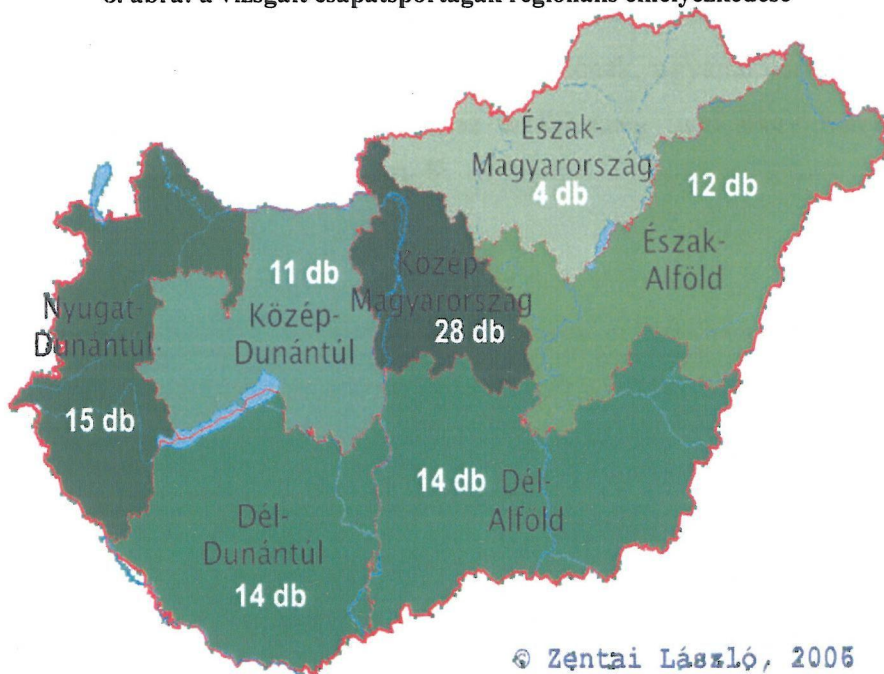 Észak-
Magyarország
4 db
12 db
Észak-
Alföld
11 db
Közép-
Dunántúl
Közép-
Magyarország
28 db
Nyugat-
Dunántúl
15 db
14 db
Dél-
Alföld
Dél-
Dunántúl
14 db
© Zentai László, 2005